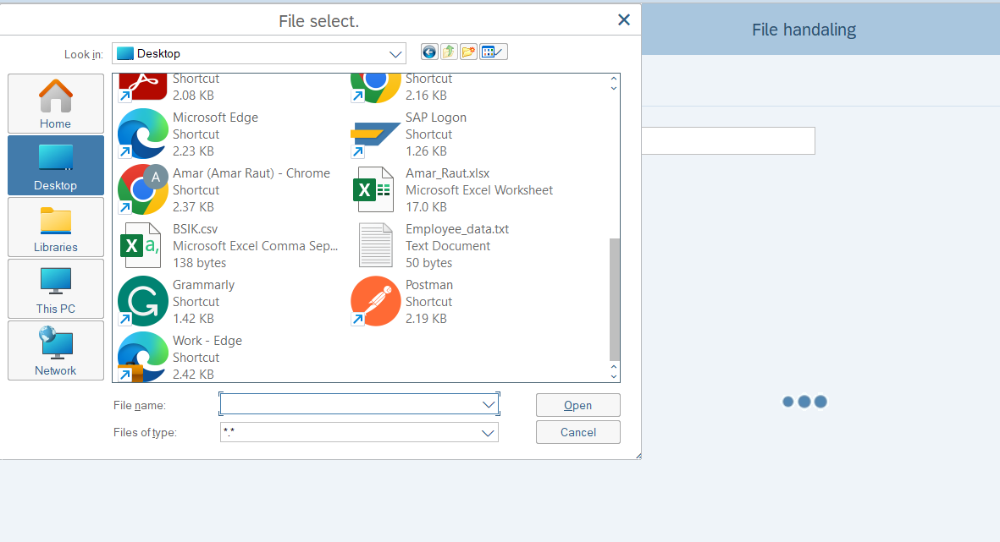 File select.
File handaling
Look in:
Desktop
Home
Desktop
Libraries
This PC
Network
Shortcut
2.08 KB
Shortcut
2.16 KB
Microsoft Edge
Shortcut
2.23 KB
SAP Logon
Shortcut
1.26 KB
A
Amar (Amar Raut) - Chrome
Shortcut
2.37 KB
X
Amar_Raut.xlsx
Microsoft Excel Worksheet
17.0 KB
X a,
BSIK.csv
Microsoft Excel Comma Sep...
138 bytes
Employee_data.txt
Text Document
50 bytes
Grammarly
Shortcut
1.42 KB
Postman
Shortcut
2.19 KB
Work - Edge
Shortcut
2.42 KB
File name:
Open
Files of type:
*.*
Cancel